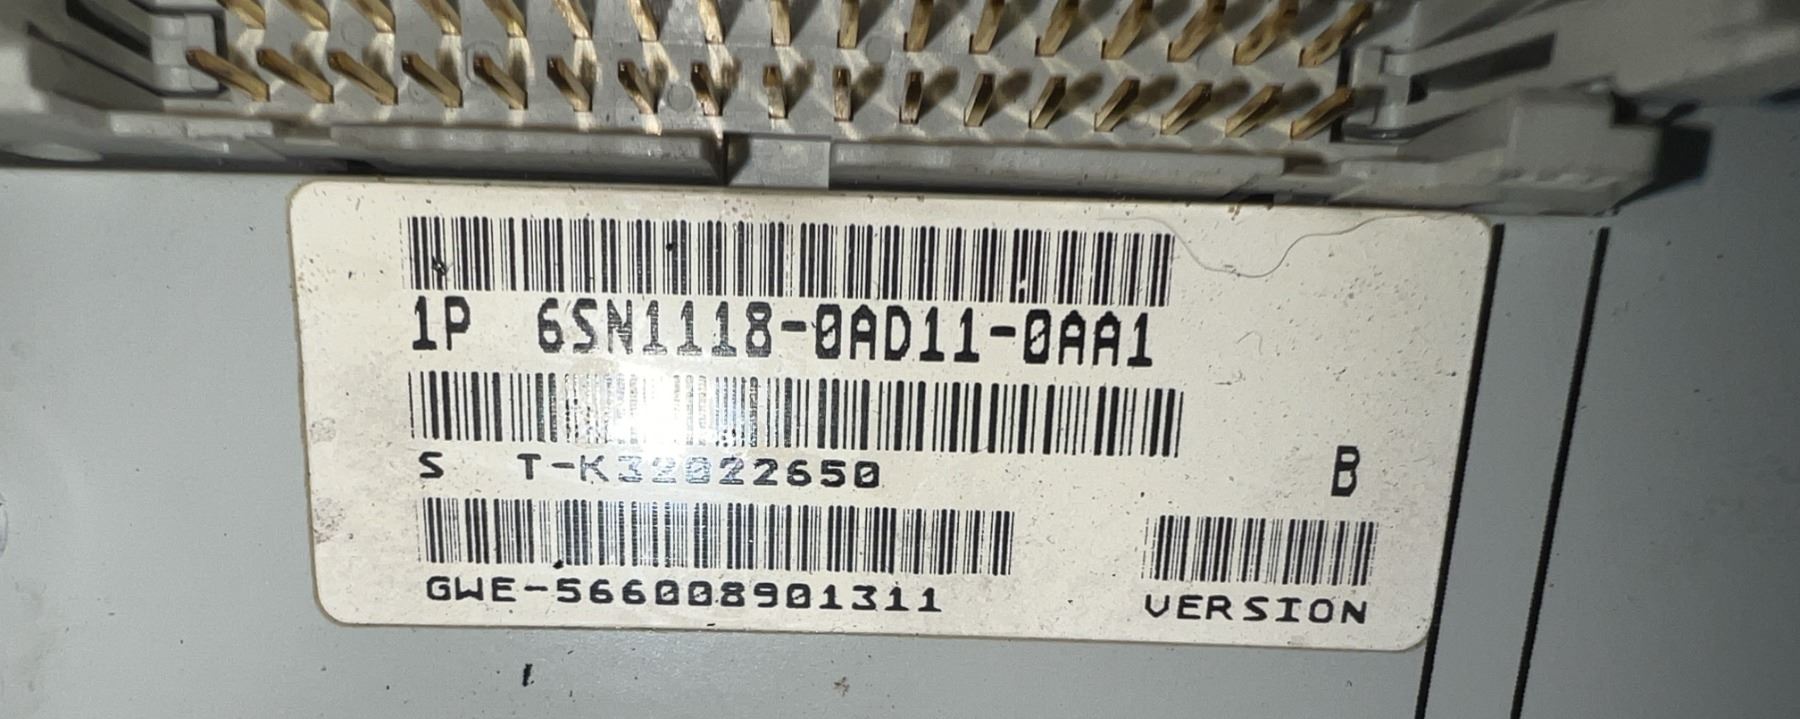 1P 6SN1118-0AD11-0AA1
S T-K32022650
B
GWE-566008901311
VERSION